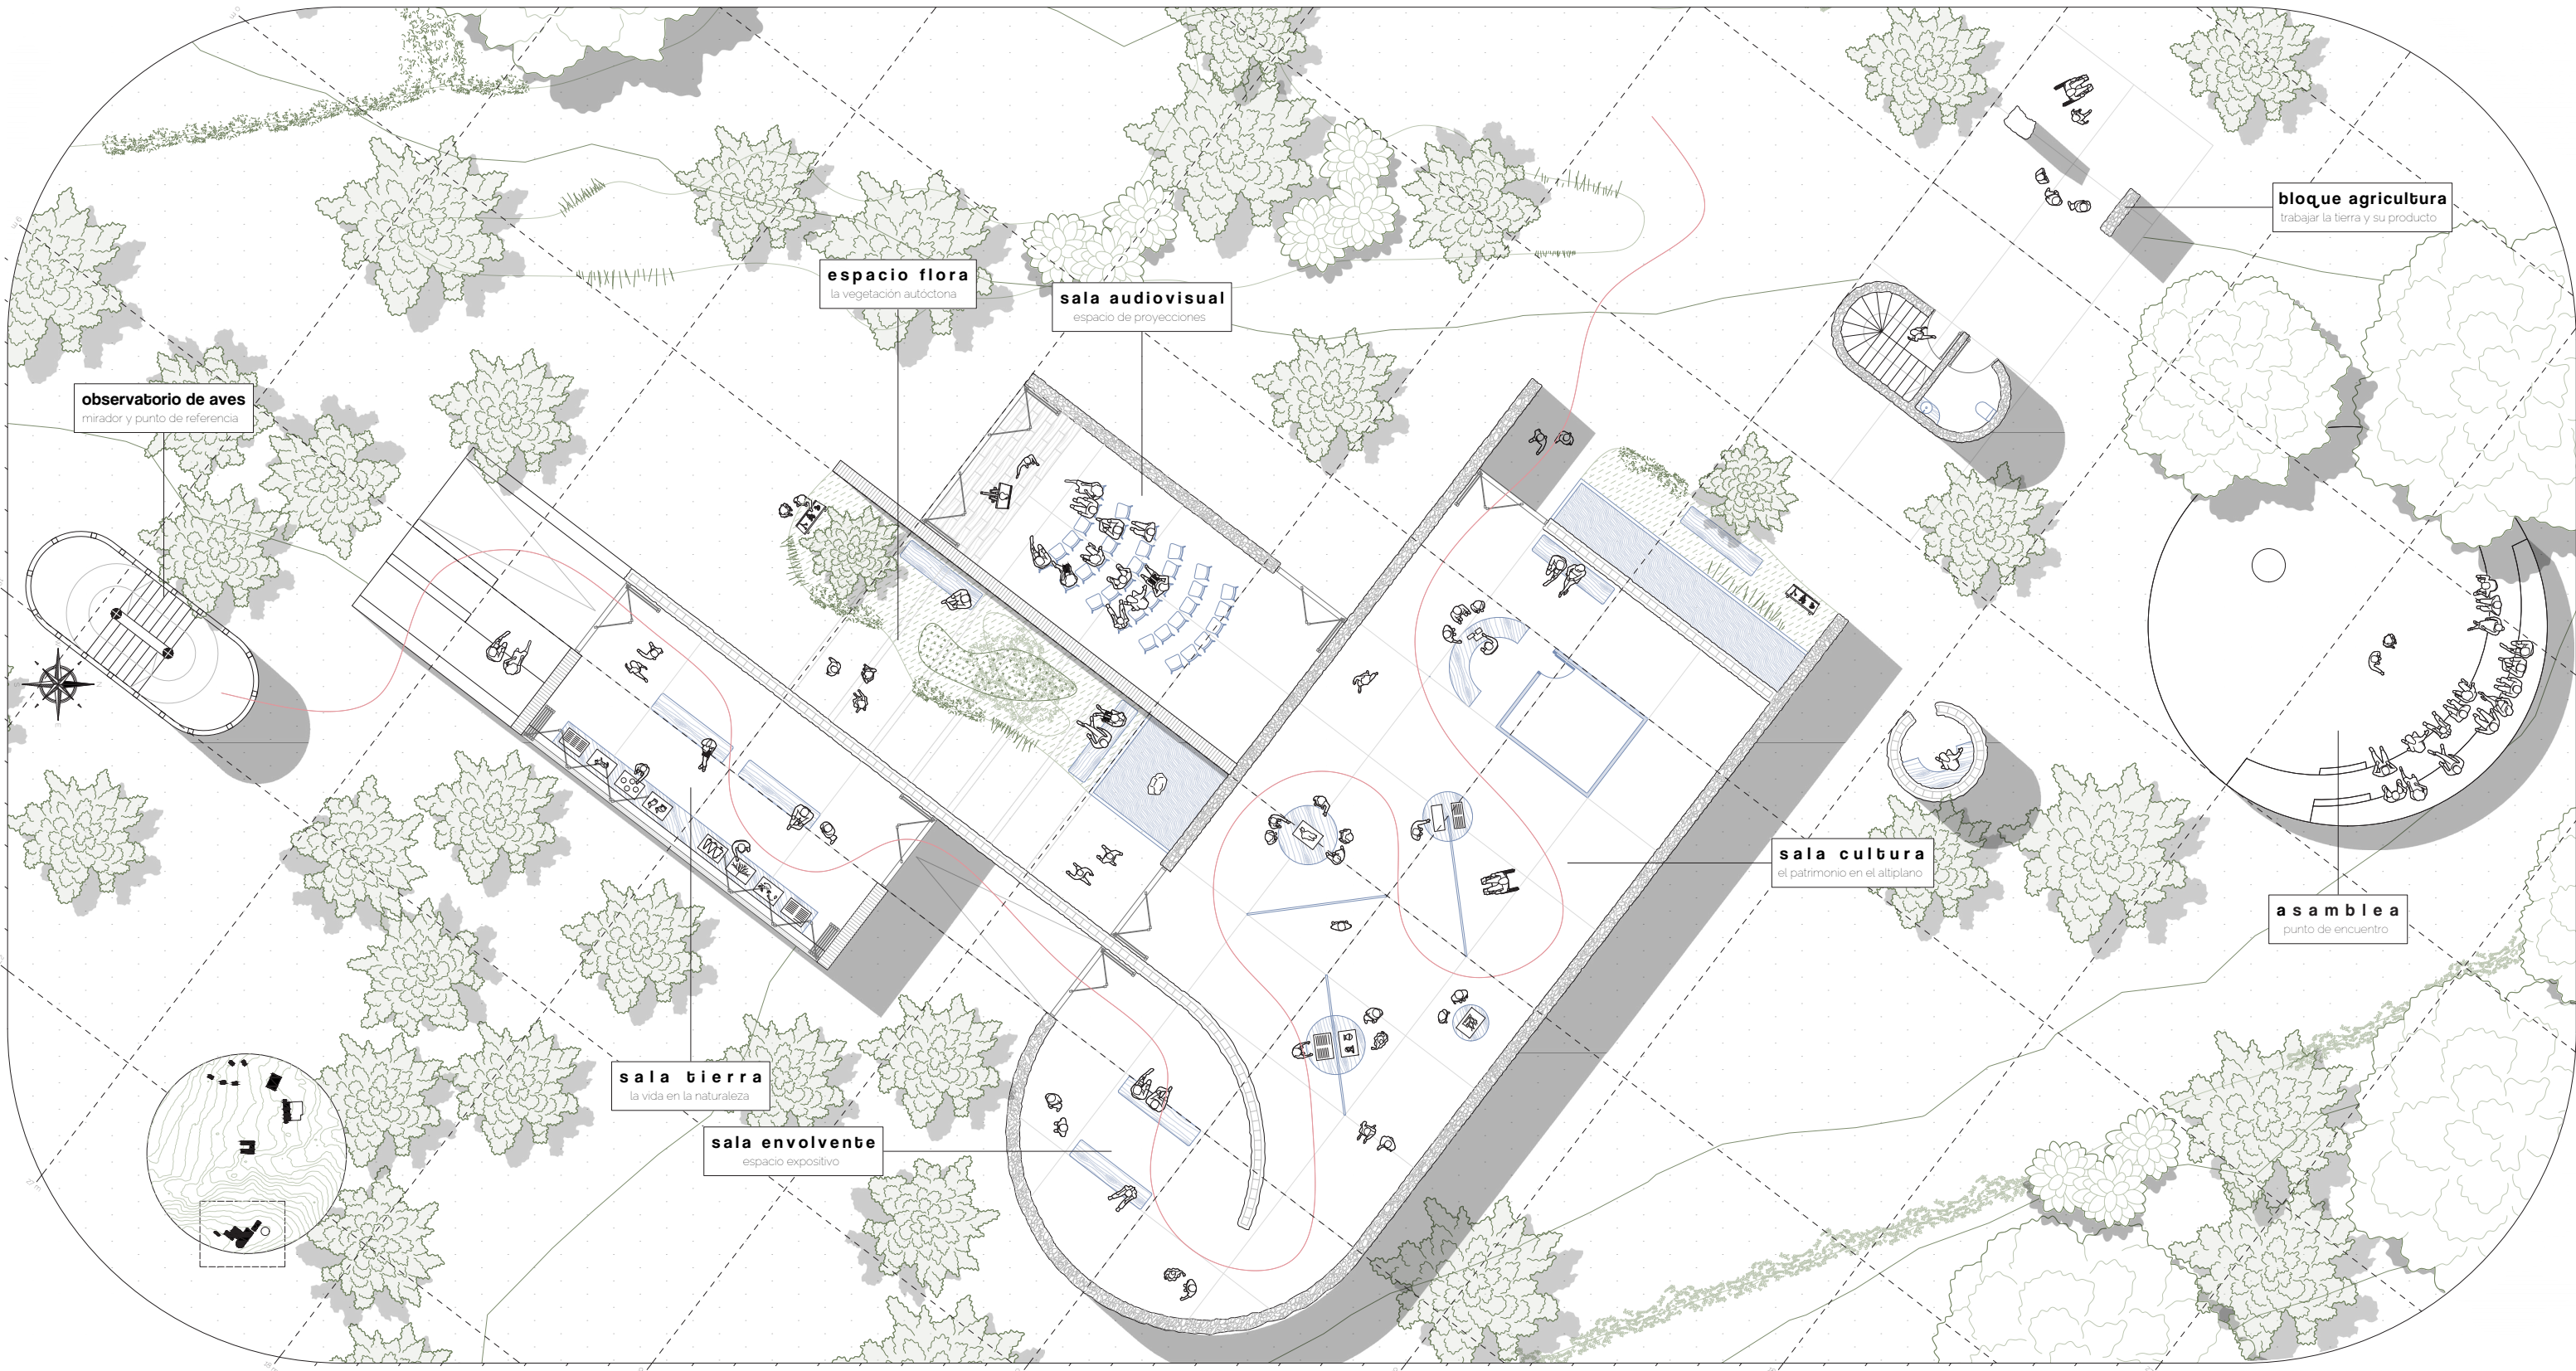 bloque agricultura
trabajar la tierra y su producto
espacio flora
la vegetación autóctona
sala audiovisual
espacio de proyecciones
observatorio de aves
mirador y punto de referencia
sala cultura
el patrimonio en el altiplano
asamblea
punto de encuentro
sala tierra
la vida en la naturaleza
sala envolvente
espacio expositivo